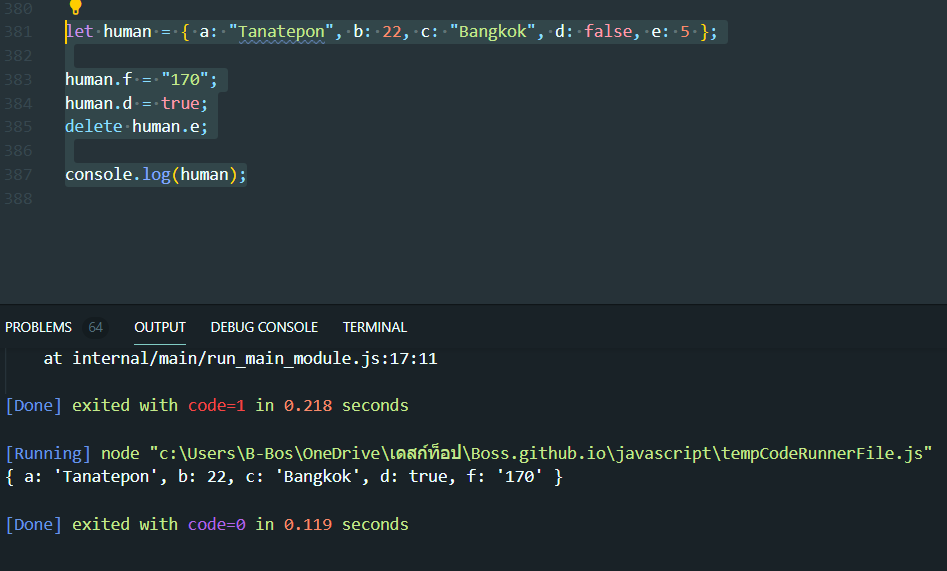 380
381 let human = { a: "Tanatepon", b: 22, c: "Bangkok", d: false, e: 5 };
382
383 human.f = "170";
384 human.d = true;
385 delete human.e;
386
387 console.log(human);
388
PROBLEMS 64 OUTPUT DEBUG CONSOLE TERMINAL
at internal/main/run_main_module.js:17:11
[Done] exited with code=1 in 0.218 seconds
[Running] node "c:\Users\B-Bos\OneDrive\เดสก์ท็อป\Boss.github.io\javascript\tempCodeRunnerFile.js"
{ a: 'Tanatepon', b: 22, c: 'Bangkok', d: true, f: '170' }
[Done] exited with code=0 in 0.119 seconds